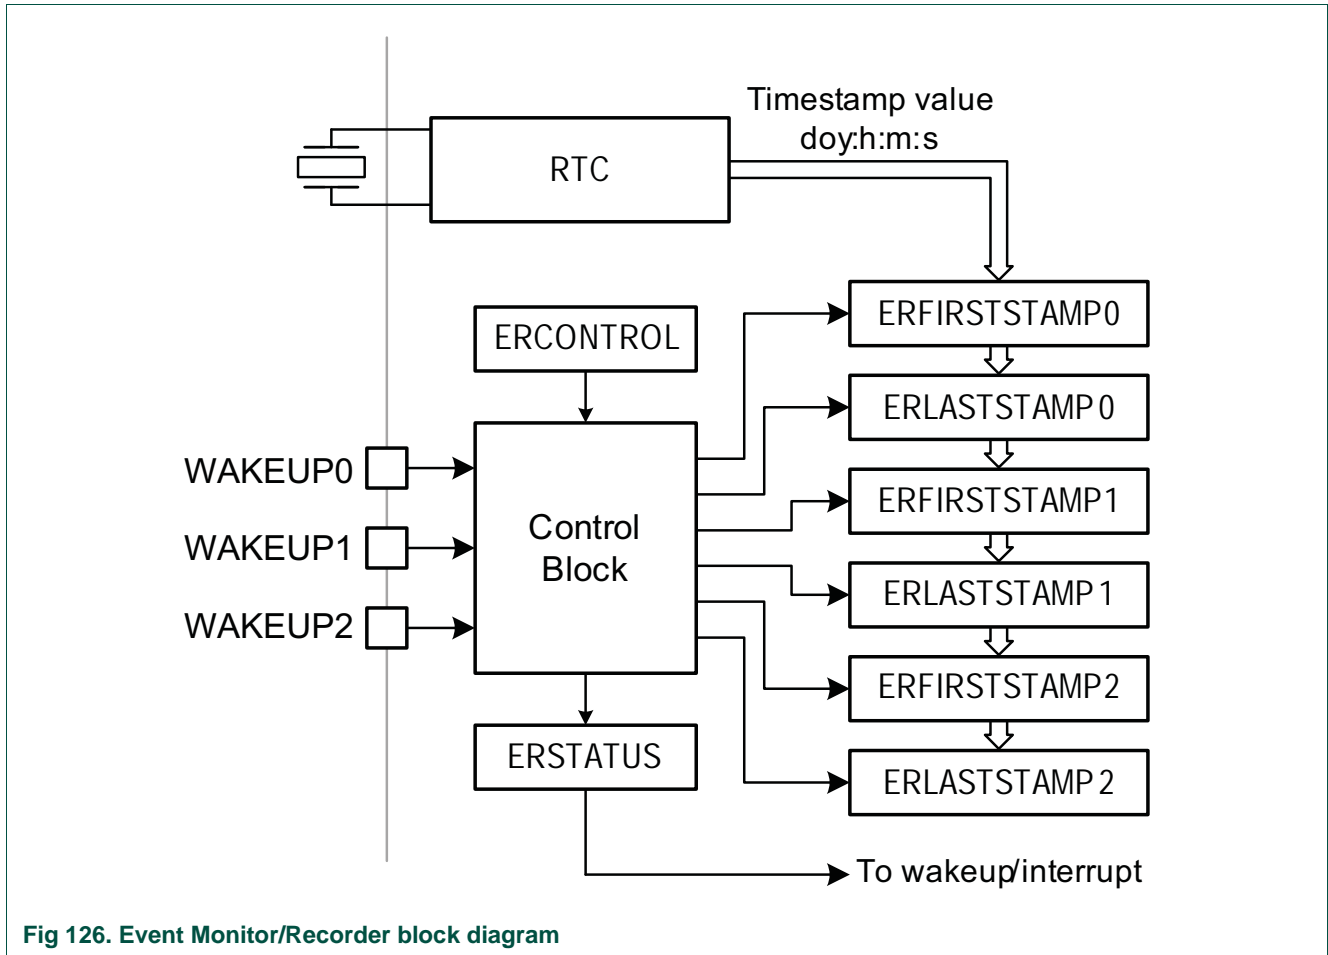 Timestamp value
doy:h:m:s
RTC
ERFIRSTSTAMP0
ERCONTROL
ERLASTSTAMP0
WAKEUP0
ERFIRSTSTAMP1
Control
Block
WAKEUP1
ERLASTSTAMP1
WAKEUP2
ERFIRSTSTAMP2
ERSTATUS
ERLASTSTAMP2
To wakeup/interrupt
Fig 126. Event Monitor/Recorder block diagram